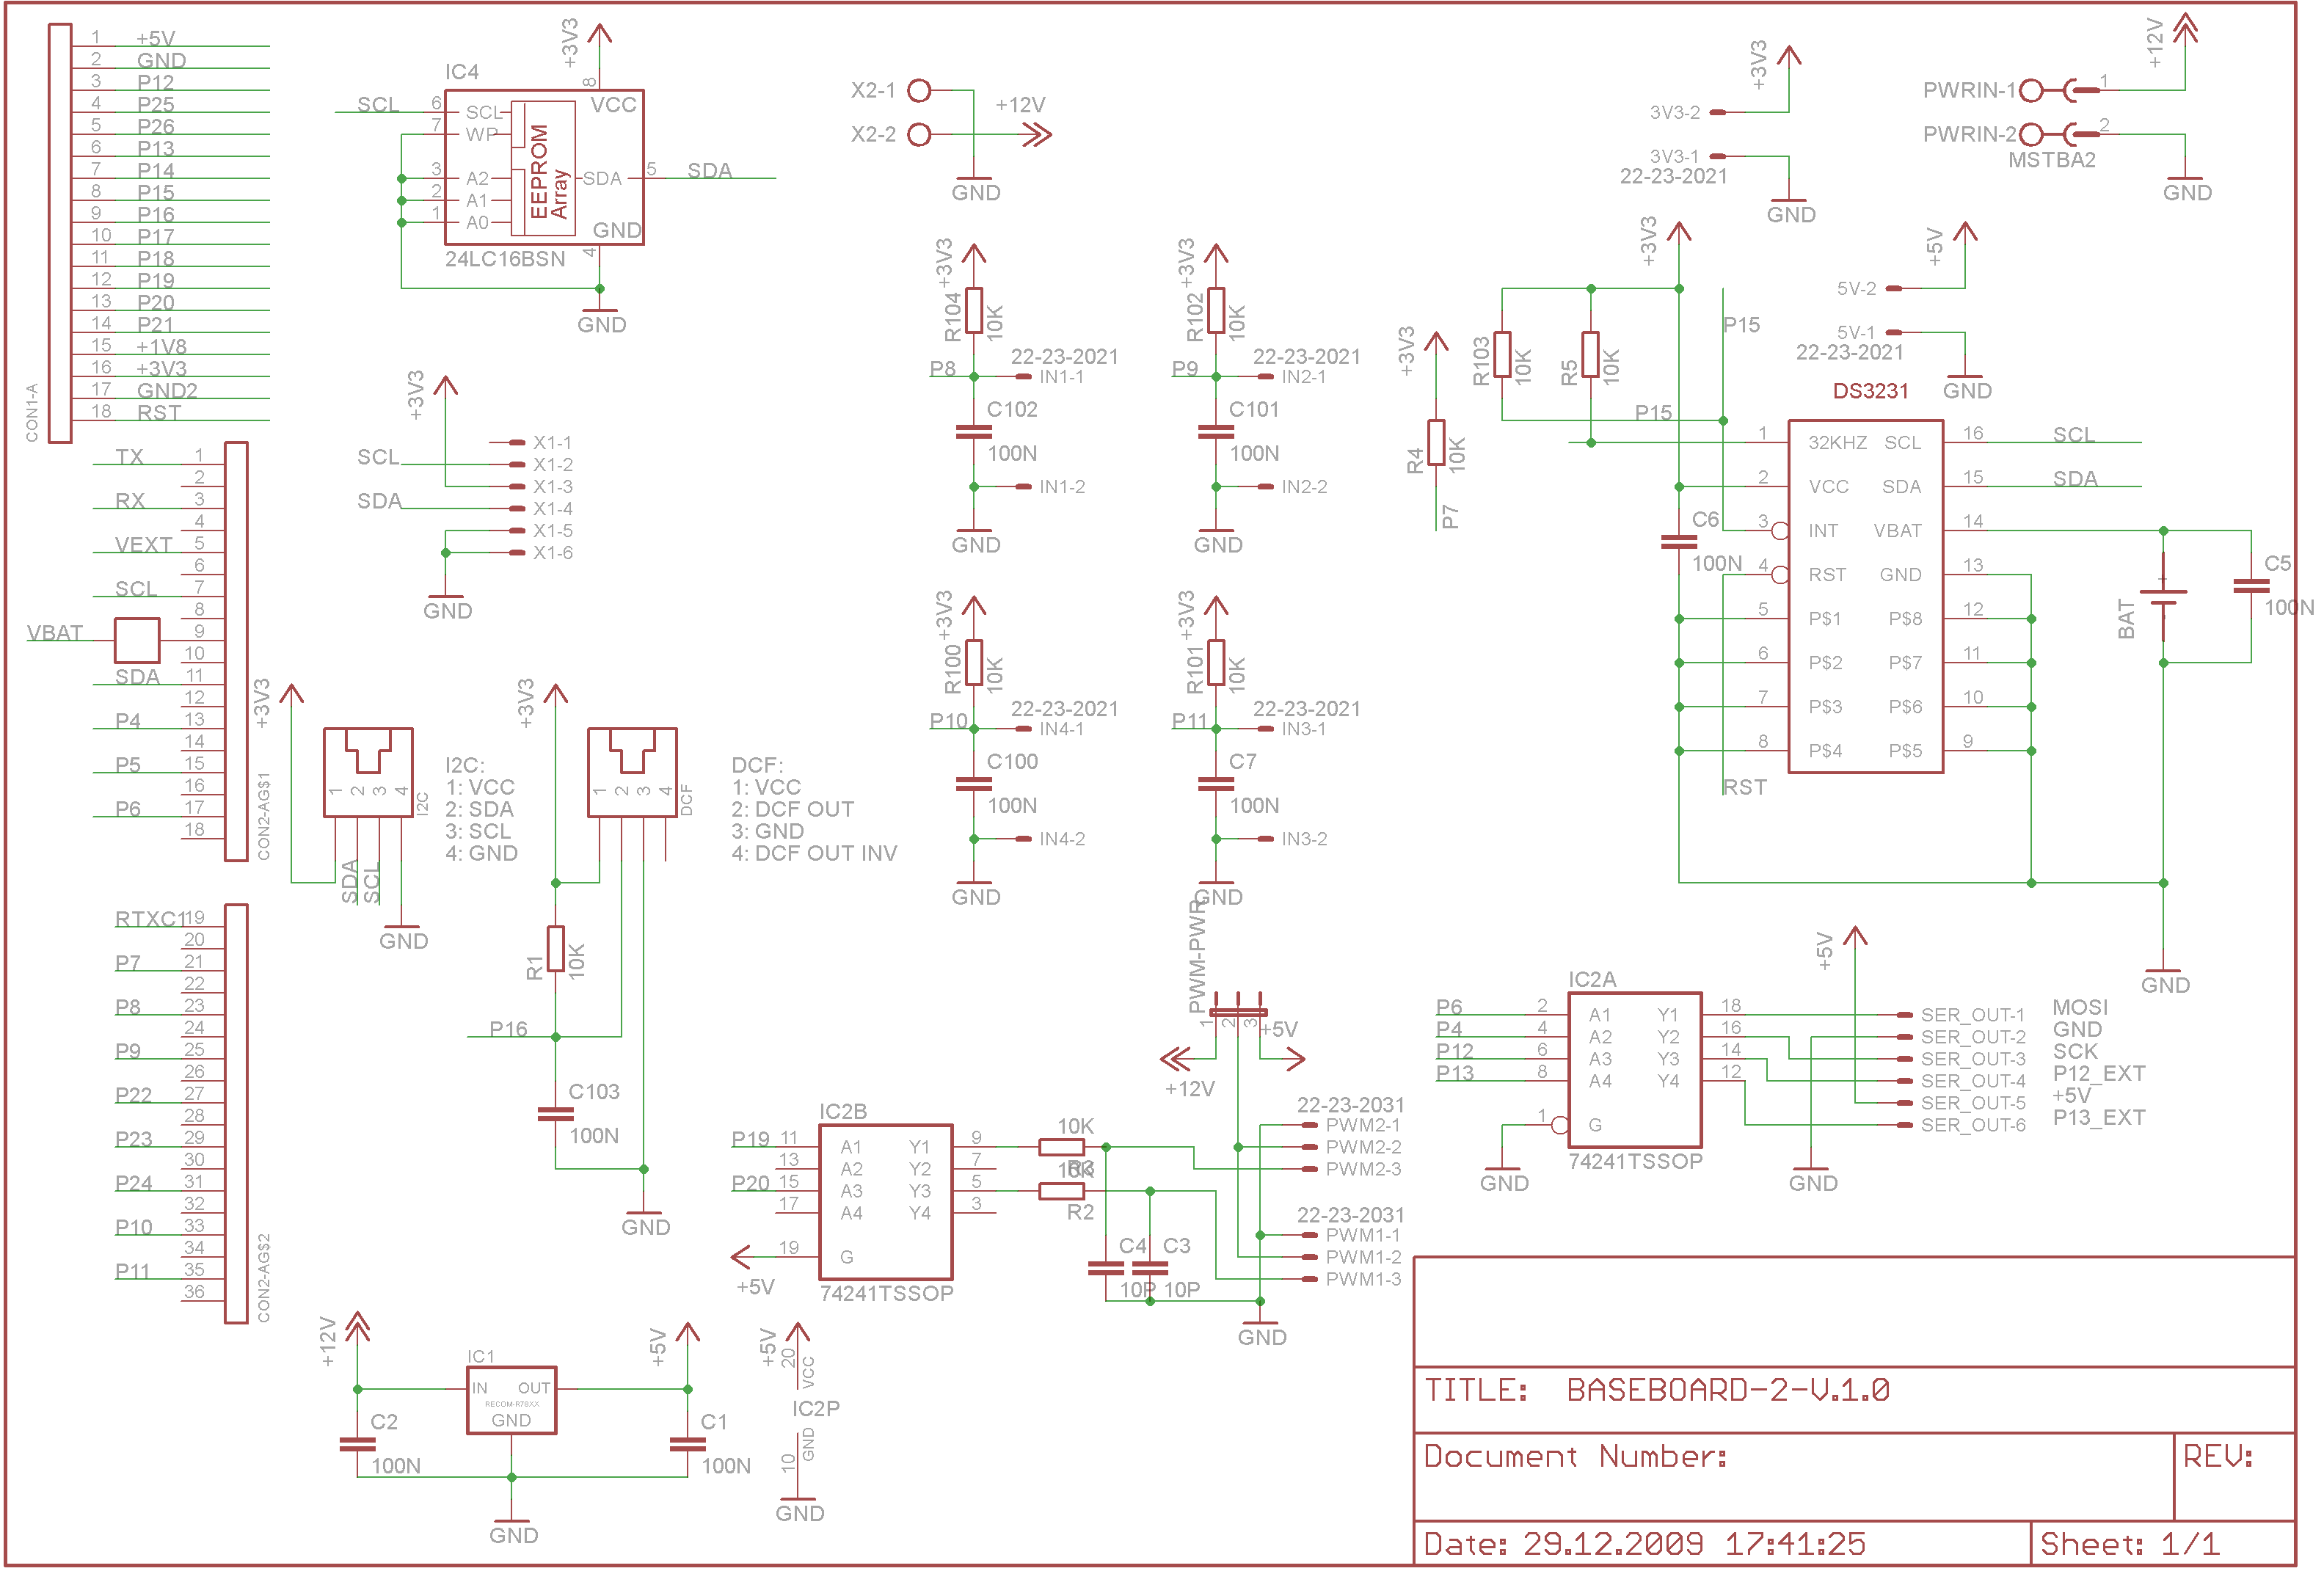 1 +5V
2 GND
3 P12
4 P25
5 P26
6 P13
7 P14
8 P15
9 P16
10 P17
11 P18
12 P19
13 P20
14 P21
15 +1V8
16 +3V3
17 GND2
18 RST
CON1-A
TX 1
2
RX 3
4
VEXT 5
6
SCL 7
8
VBAT 9
10
SDA 11
12
P4 13
14
P5 15
16
P6 17
18
CON2-AG$1
RTXC1 19
20
P7 21
22
P8 23
24
P9 25
26
P22 27
28
P23 29
30
P24 31
32
P10 33
34
P11 35
36
CON2-AG$2
IC4
+3V3
8
VCC
SCL 6 SCL
7 WP
3 A2
2 A1
1 A0
EEPROM
Array
SDA 5 SDA
GND
4
24LC16BSN
GND
+3V3
X1-1
SCL X1-2
X1-3
SDA X1-4
X1-5
X1-6
GND
+3V3
1 2 3 4
I2C
SDA
SCL
GND
I2C:
1: VCC
2: SDA
3: SCL
4: GND
+3V3
1 2 3 4
DCF
DCF:
1: VCC
2: DCF OUT
3: GND
4: DCF OUT INV
R1
10K
P16
C103
100N
GND
X2-1
X2-2
+12V
GND
+3V3
R104
10K
22-23-2021
P8 IN1-1
C102
100N
IN1-2
GND
+3V3
R102
10K
22-23-2021
P9 IN2-1
C101
100N
IN2-2
GND
+3V3
R100
10K
22-23-2021
P10 IN4-1
C100
100N
IN4-2
GND
+3V3
R101
10K
22-23-2021
P11 IN3-1
C7
100N
IN3-2
GND
+3V3
R4
10K
P7
+3V3
3V3-2
3V3-1
22-23-2021
GND
+12V
PWRIN-1 1
PWRIN-2 2
MSTBA2
GND
+5V
5V-2
5V-1
22-23-2021
GND
+3V3
R103
10K
R5
10K
P15
P15
DS3231
1 32KHZ SCL 16 SCL
2 VCC SDA 15 SDA
3 INT VBAT 14
4 RST GND 13
5 P$1 P$8 12
6 P$2 P$7 11
7 P$3 P$6 10
8 P$4 P$5 9
C6
100N
RST
BAT
+
C5
100N
GND
PWM-PWR
1 2 3
+12V
+5V
IC2B
P19 11 A1 Y1 9
13 A2 Y2 7
P20 15 A3 Y3 5
17 A4 Y4 3
19 G
+5V
74241TSSOP
10K
R3
10K
R2
C4
10P
C3
10P
22-23-2031
PWM2-1
PWM2-2
PWM2-3
22-23-2031
PWM1-1
PWM1-2
PWM1-3
GND
IC2A
P6 2 A1 Y1 18
P4 4 A2 Y2 16
P12 6 A3 Y3 14
P13 8 A4 Y4 12
1 G
74241TSSOP
GND
+5V
GND
SER_OUT-1 MOSI
SER_OUT-2 GND
SER_OUT-3 SCK
SER_OUT-4 P12_EXT
SER_OUT-5 +5V
SER_OUT-6 P13_EXT
+12V
IC1
IN OUT
RECOM-R78XX
GND
+5V
C2
100N
C1
100N
GND
+5V
20
VCC
IC2P
GND
10
GND
TITLE: BASEBOARD-2-V.1.0
Document Number:
REV:
Date: 29.12.2009 17:41:25
Sheet: 1/1